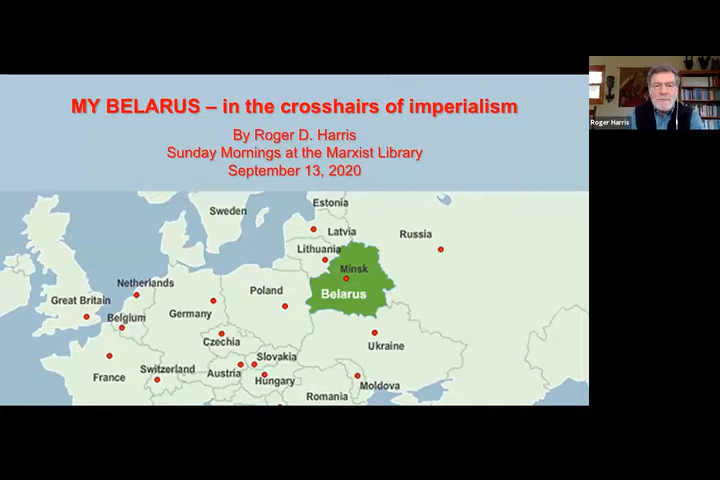 MY BELARUS – in the crosshairs of imperialism
By Roger D. Harris
Sunday Mornings at the Marxist Library
September 13, 2020
Roger Harris
Estonia
Sweden
Latvia
Russia
Lithuania
Minsk
Netherlands
Belarus
Poland
Great Britain
Germany
Belgium
Czechia
Ukraine
Slovakia
Switzerland
Austria
France
Hungary
Moldova
Romania